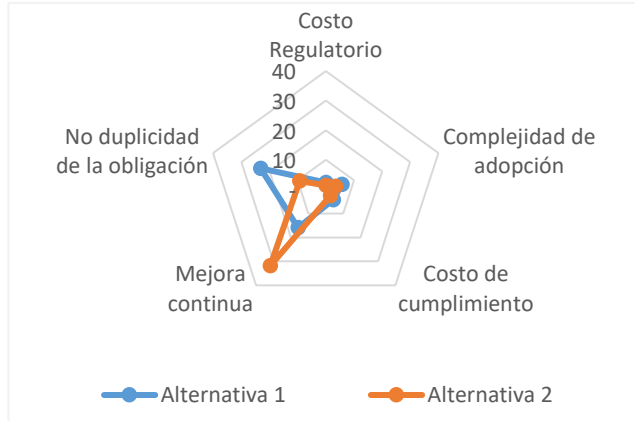 Costo
Regulatorio
40
30
20
10
No duplicidad
de la obligación
Complejidad de
adopción
Mejora
continua
Costo de
cumplimiento
Alternativa 1
Alternativa 2